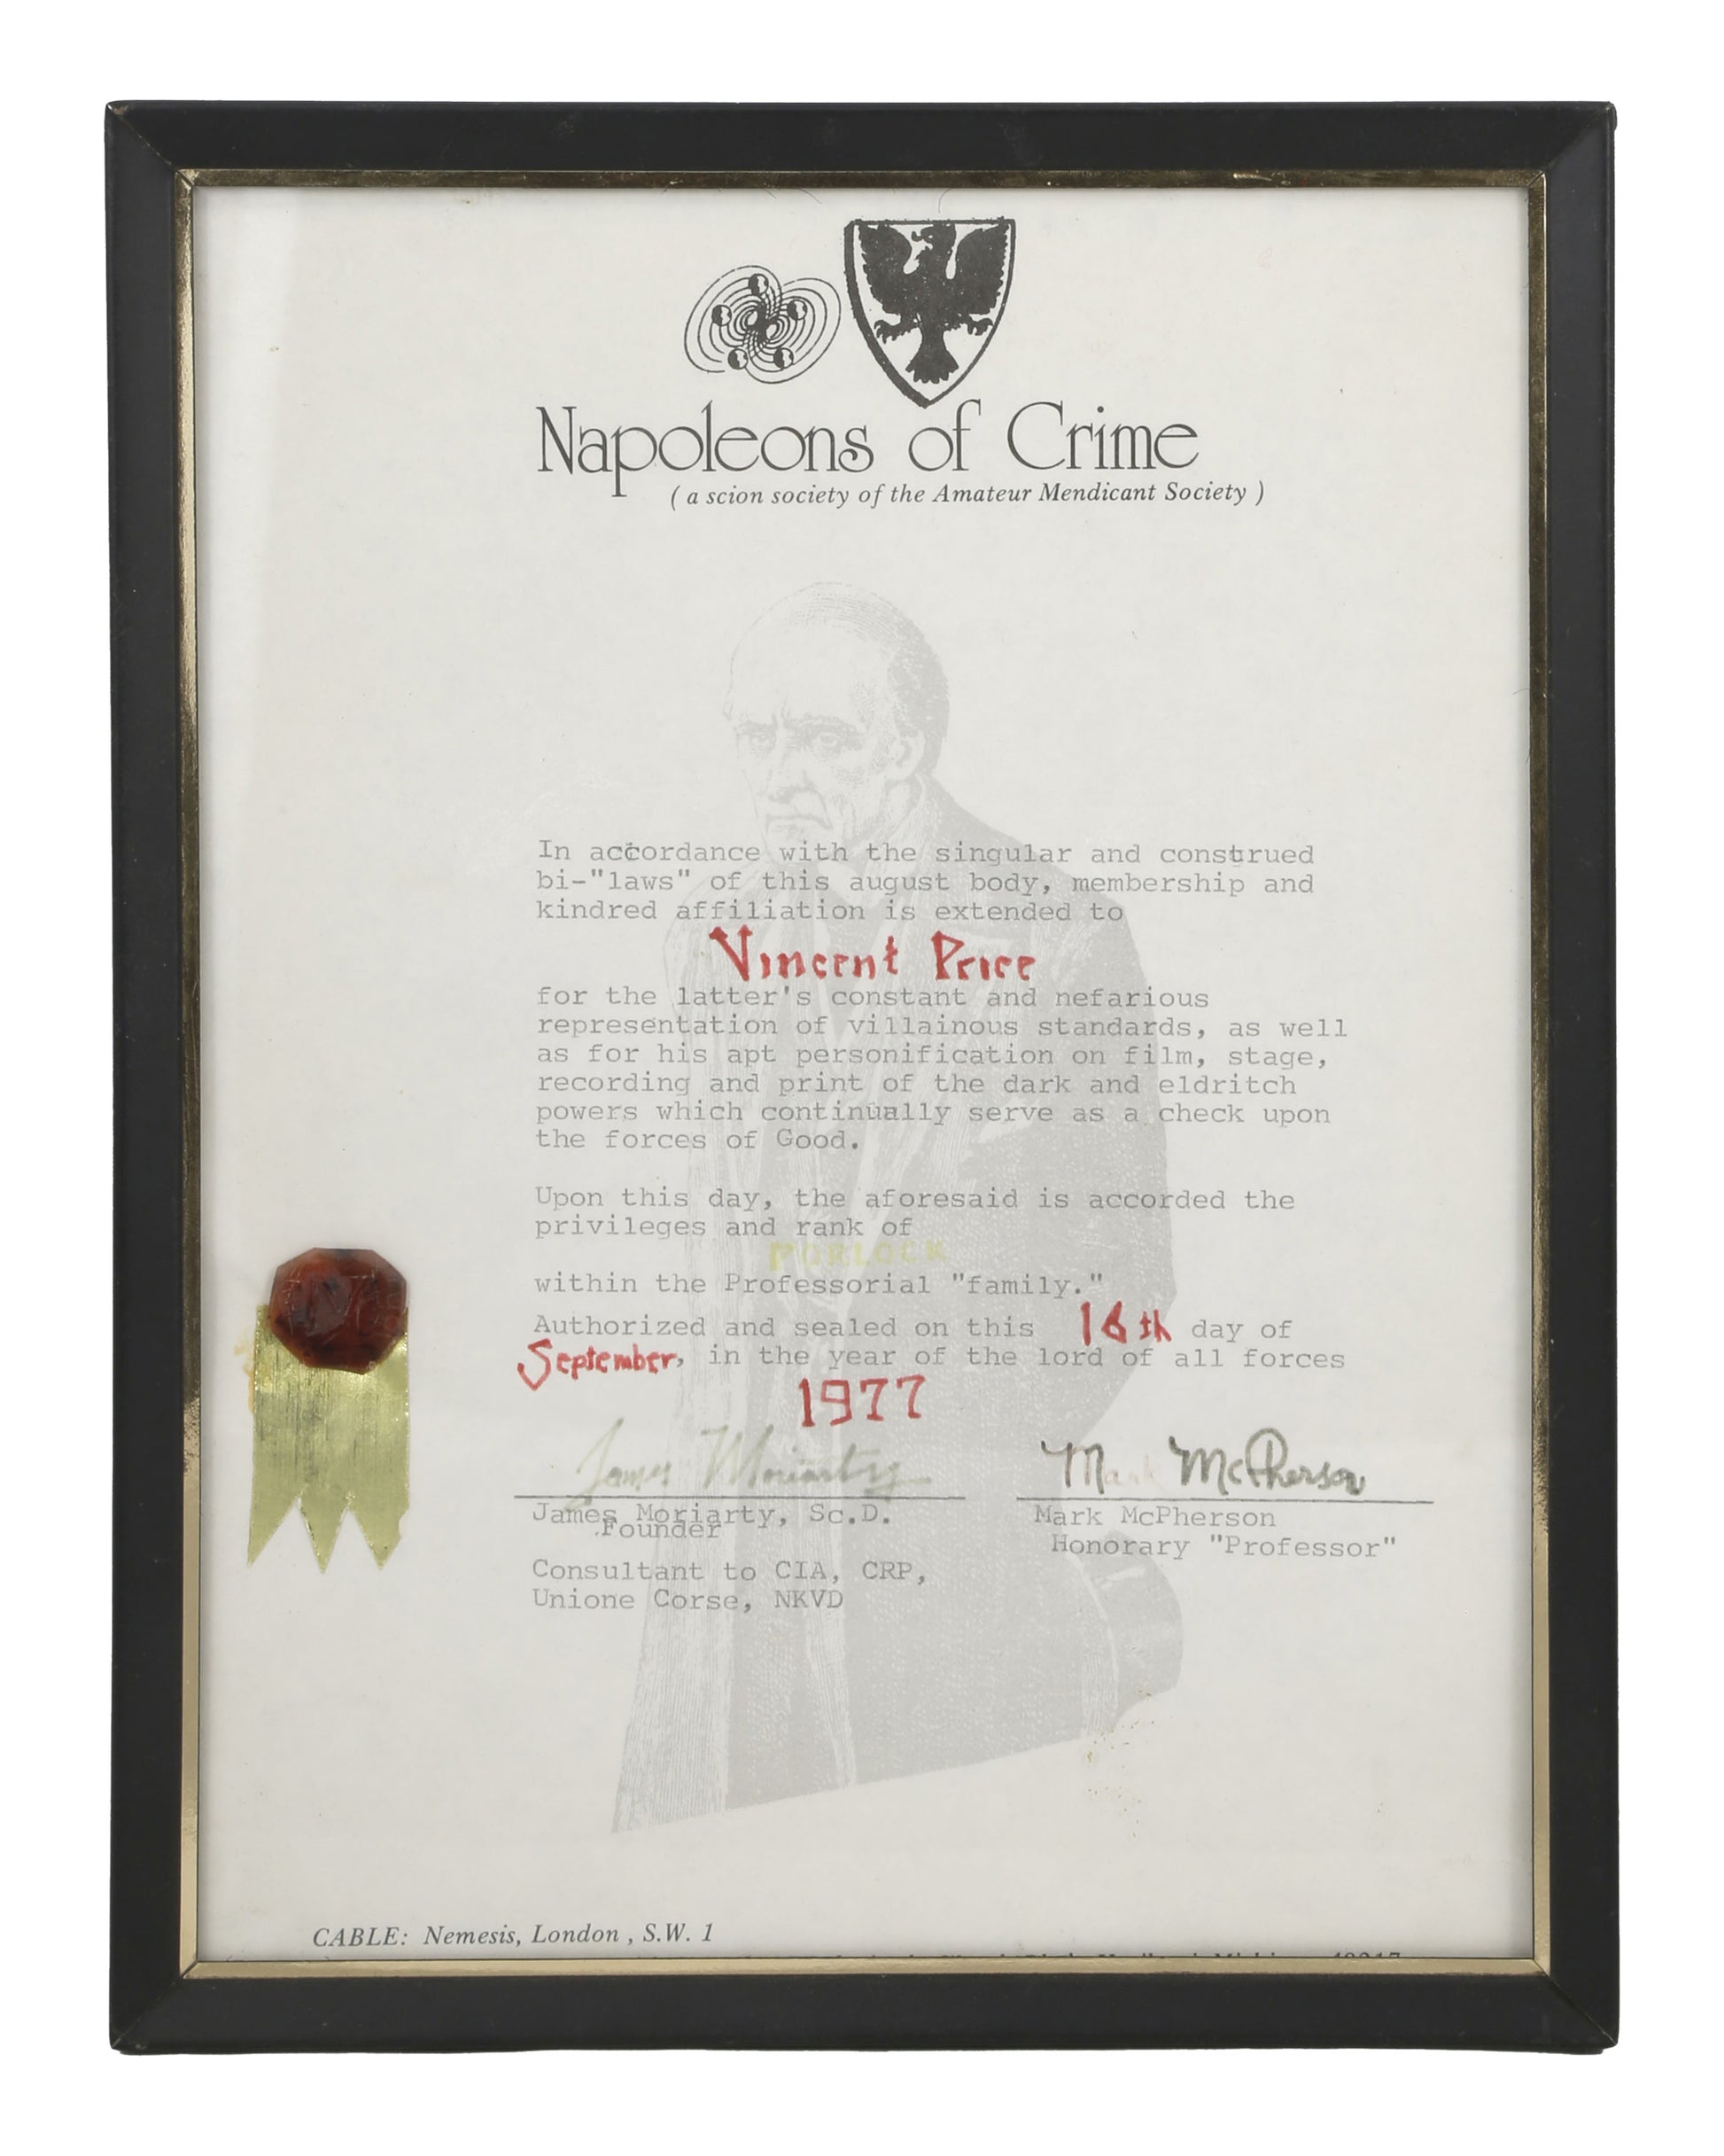 Napoleons of Crime
( a scion society of the Amateur Mendicant Society )
In accordance with the singular and construed
bi-"laws" of this august body, membership and
kindred affiliation is extended to
Vincent Price
for the latter's constant and nefarious
representation of villainous standards, as well
as for his apt personification on film, stage,
recording and print of the dark and eldritch
powers which continually serve as a check upon
the forces of Good.
Upon this day, the aforesaid is accorded the
privileges and rank of
PORLOCK
within the Professorial "family."
Authorized and sealed on this 16th day of
September, in the year of the lord of all forces
1977
James Moriarty Mark McPherson
James Moriarty, Sc.D. Mark McPherson
Founder Honorary "Professor"
Consultant to CIA, CRP,
Unione Corse, NKVD
CABLE: Nemesis, London , S.W. 1